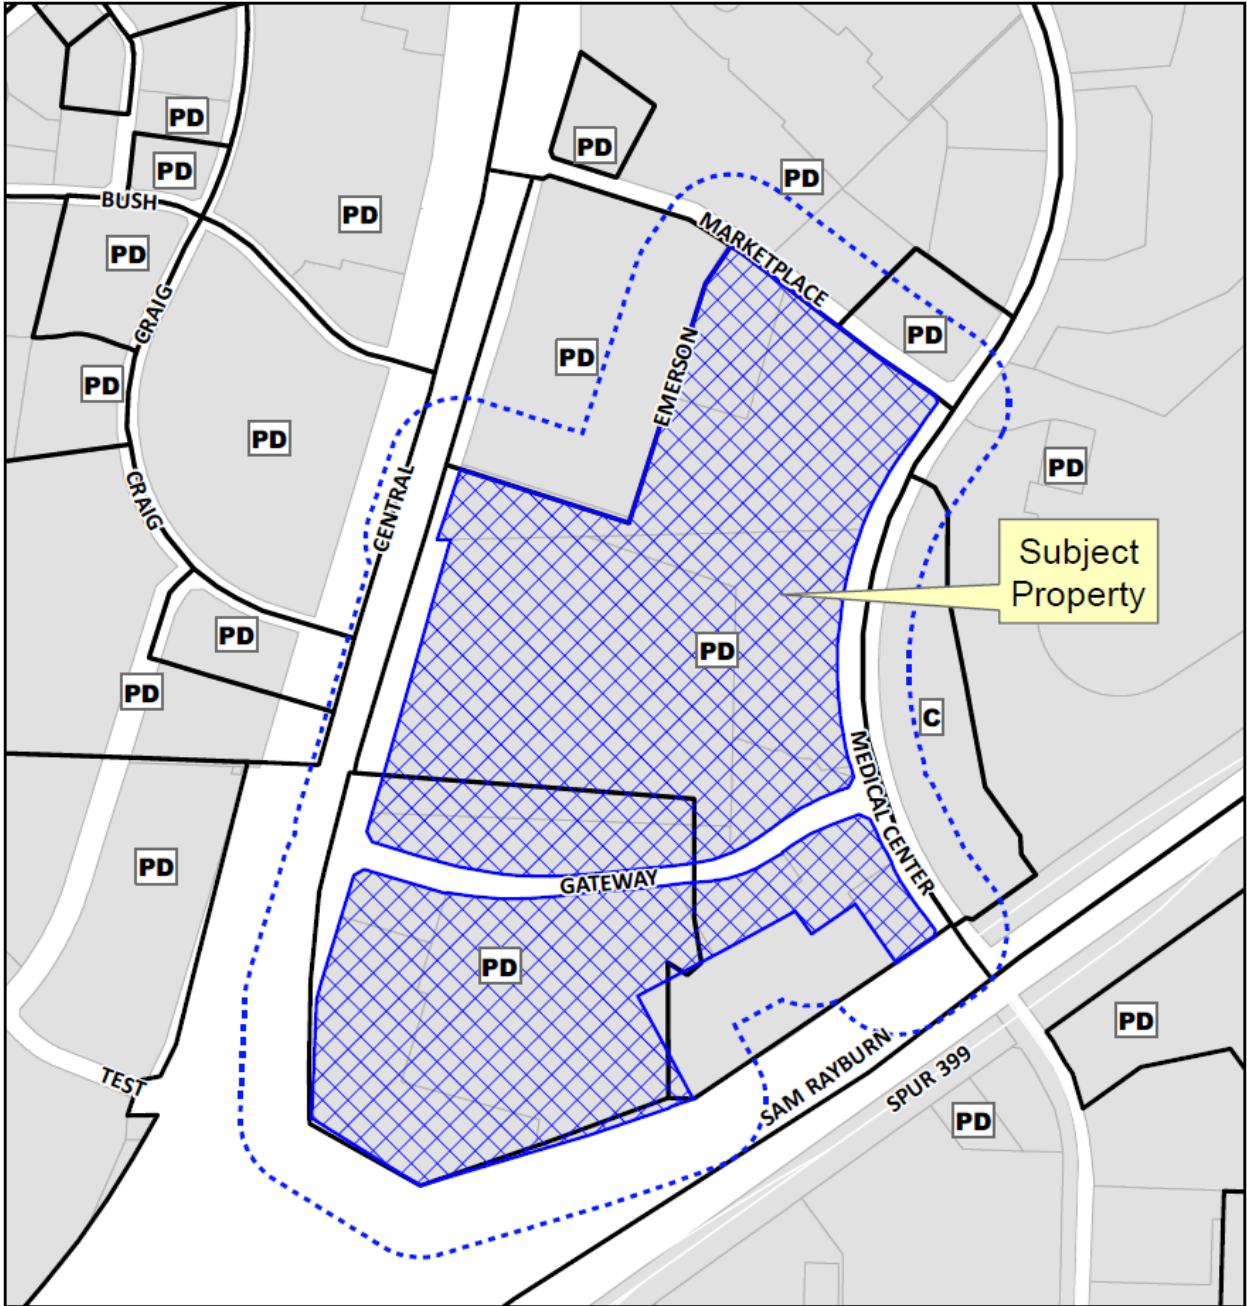 PD
PD
PD
BUSH
PD
PD
PD
MARKETPLACE
CRAIG
PD
PD
EMERSON
PD
PD
PD
CRAIG
CENTRAL
Subject
Property
PD
PD
PD
C
MEDICAL CENTER
PD
GATEWAY
PD
PD
SAM RAYBURN
SPUR 399
TEST
PD